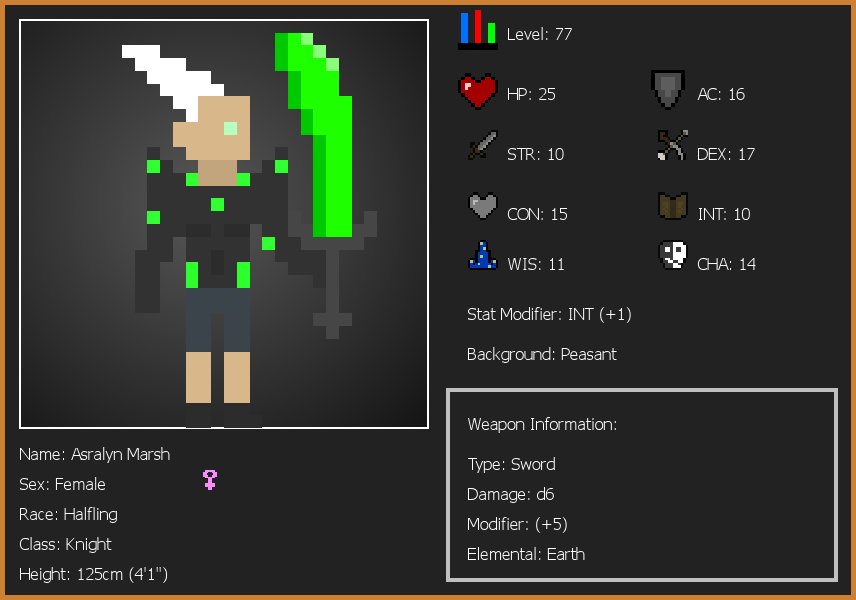 Level: 77
HP: 25
AC: 16
STR: 10
DEX: 17
CON: 15
INT: 10
WIS: 11
CHA: 14
Stat Modifier: INT (+1)
Background: Peasant
Weapon Information:
Type: Sword
Damage: d6
Modifier: (+5)
Elemental: Earth
Name: Asralyn Marsh
Sex: Female
Race: Halfling
Class: Knight
Height: 125cm (4'1")